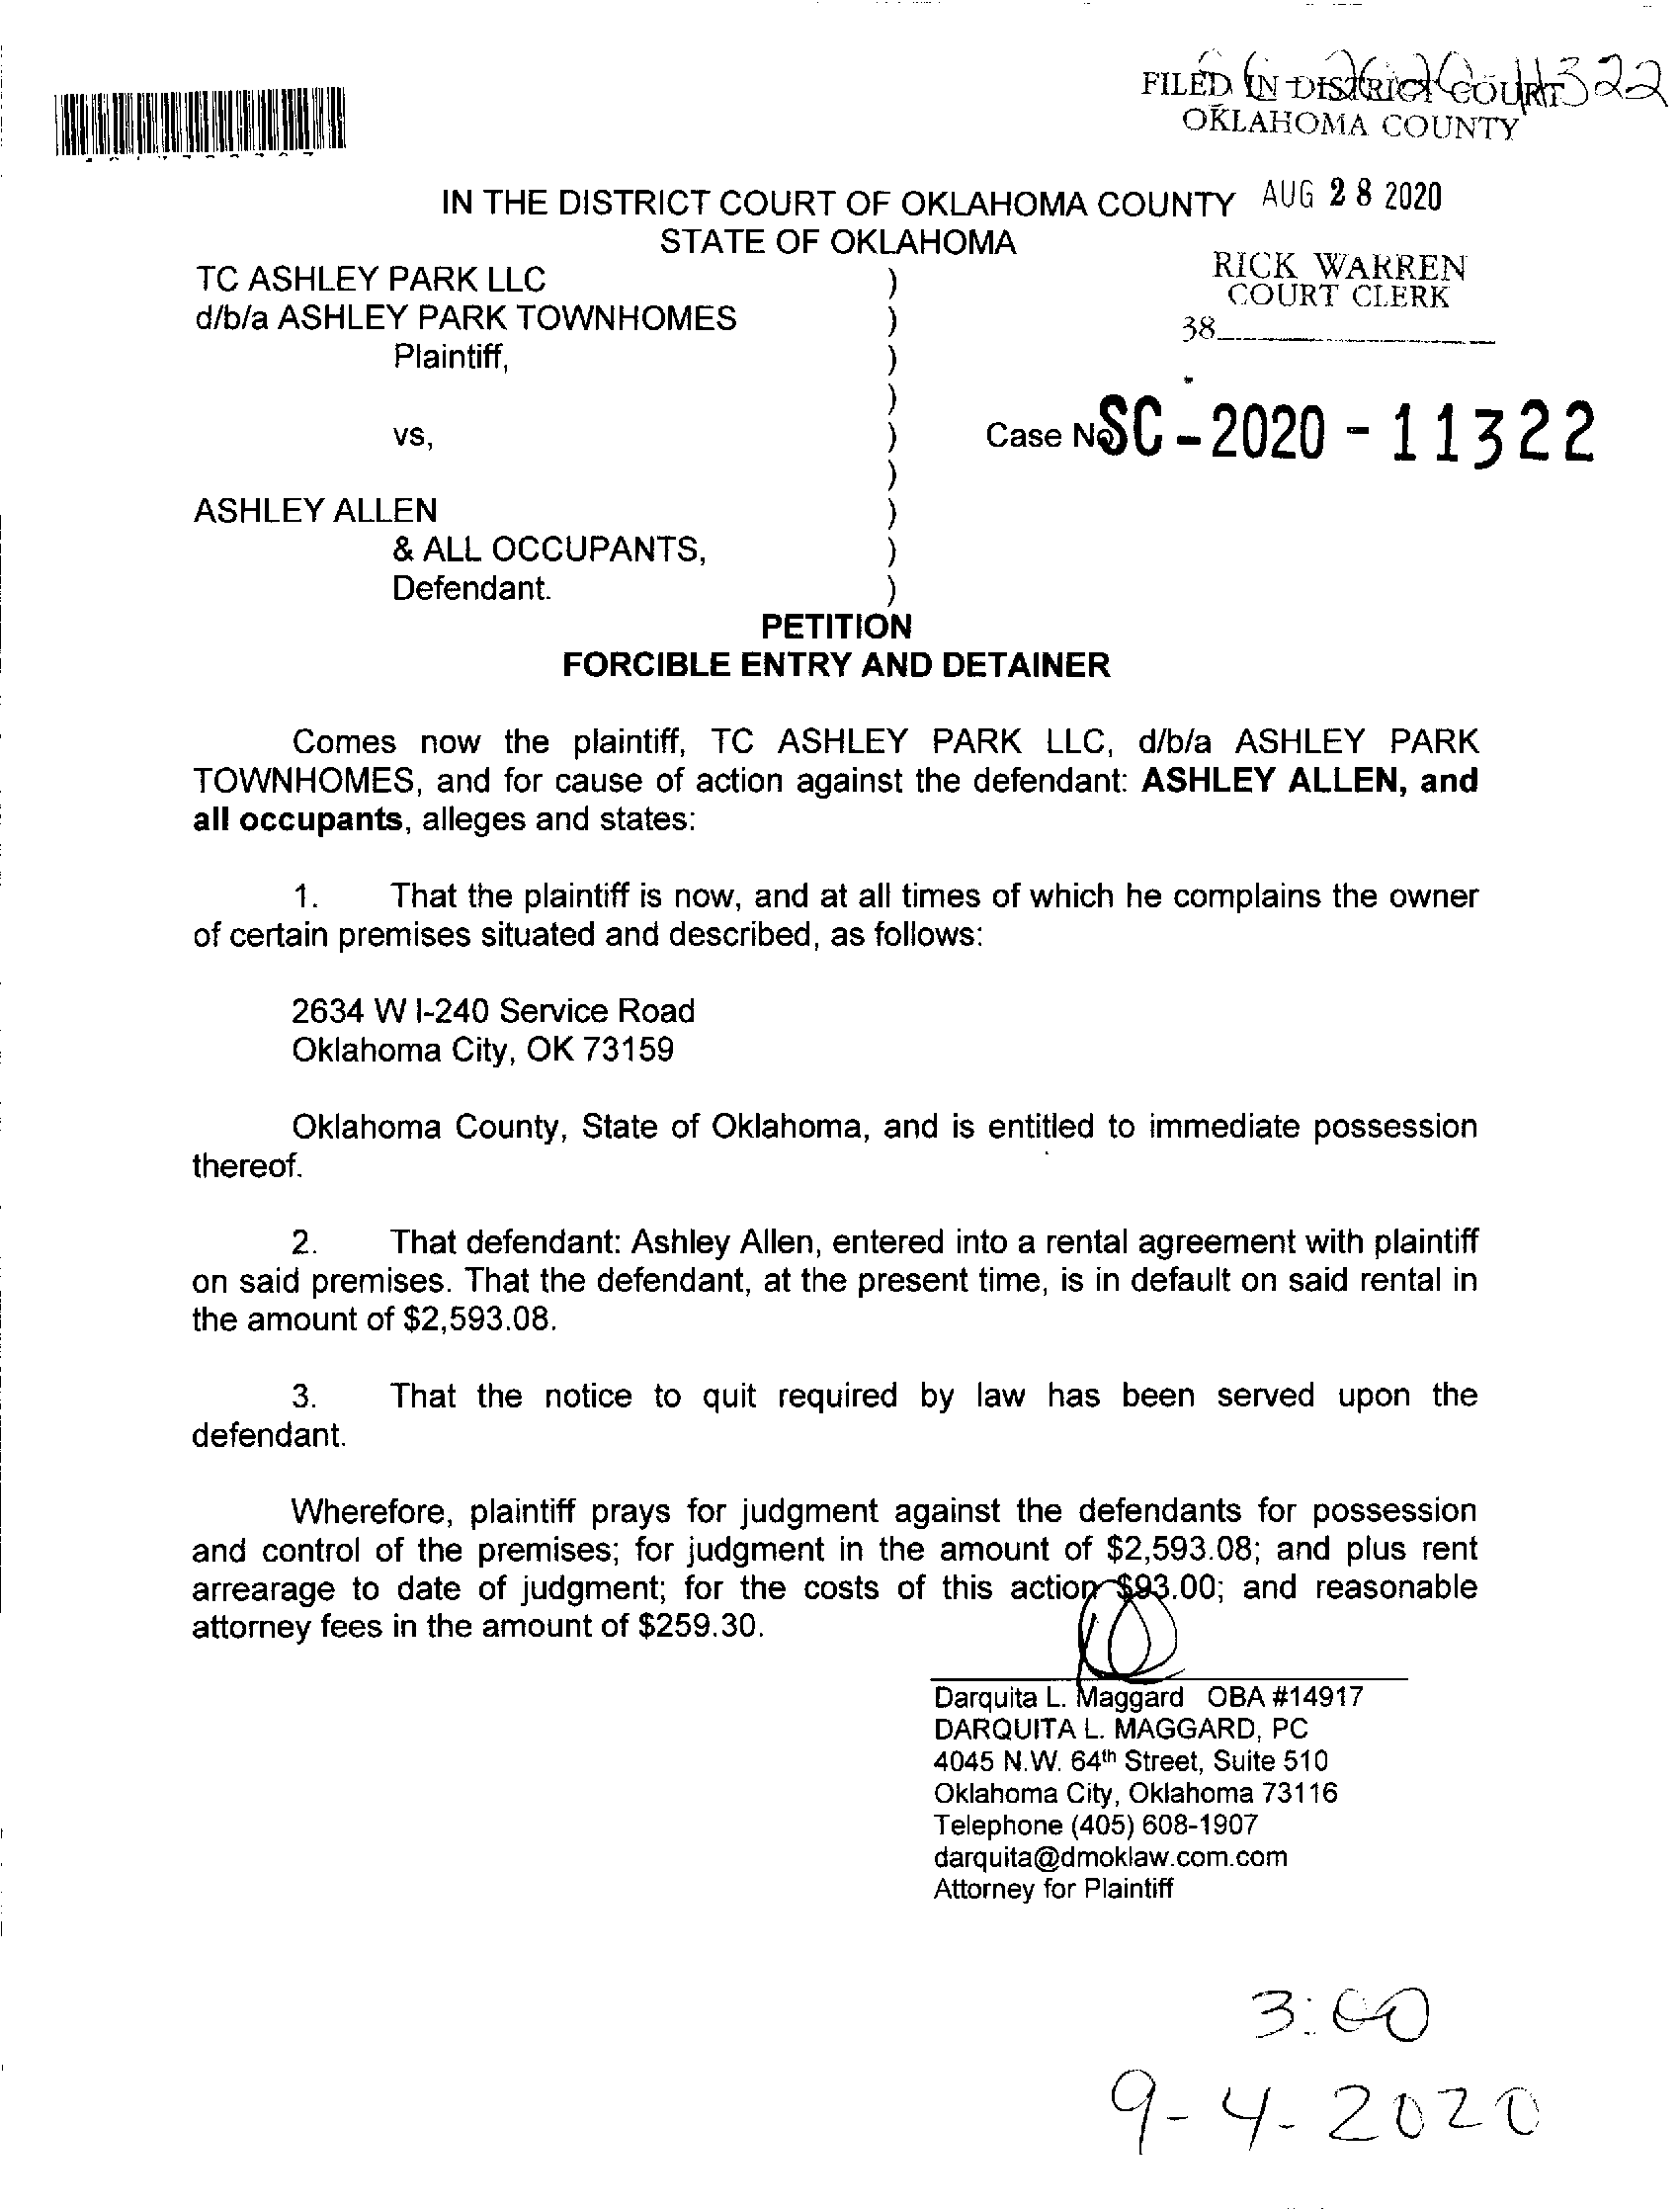 SC-2020-11322
FILED IN DISTRICT COURT
OKLAHOMA COUNTY
IN THE DISTRICT COURT OF OKLAHOMA COUNTY AUG 28 2020
STATE OF OKLAHOMA
RICK WARREN
COURT CLERK
38
TC ASHLEY PARK LLC )
d/b/a ASHLEY PARK TOWNHOMES )
Plaintiff, )
)
vs, ) Case No SC-2020-11322
)
ASHLEY ALLEN )
& ALL OCCUPANTS, )
Defendant. )
PETITION
FORCIBLE ENTRY AND DETAINER
Comes now the plaintiff, TC ASHLEY PARK LLC, d/b/a ASHLEY PARK
TOWNHOMES, and for cause of action against the defendant: ASHLEY ALLEN, and
all occupants, alleges and states:
1. That the plaintiff is now, and at all times of which he complains the owner
of certain premises situated and described, as follows:
2634 W I-240 Service Road
Oklahoma City, OK 73159
Oklahoma County, State of Oklahoma, and is entitled to immediate possession
thereof.
2. That defendant: Ashley Allen, entered into a rental agreement with plaintiff
on said premises. That the defendant, at the present time, is in default on said rental in
the amount of $2,593.08.
3. That the notice to quit required by law has been served upon the
defendant.
Wherefore, plaintiff prays for judgment against the defendants for possession
and control of the premises; for judgment in the amount of $2,593.08; and plus rent
arrearage to date of judgment; for the costs of this action $93.00; and reasonable
attorney fees in the amount of $259.30.
Darquita L. Maggard OBA #14917
DARQUITA L. MAGGARD, PC
4045 N.W. 64th Street, Suite 510
Oklahoma City, Oklahoma 73116
Telephone (405) 608-1907
darquita@dmoklaw.com.com
Attorney for Plaintiff
3:00
9-4-2020